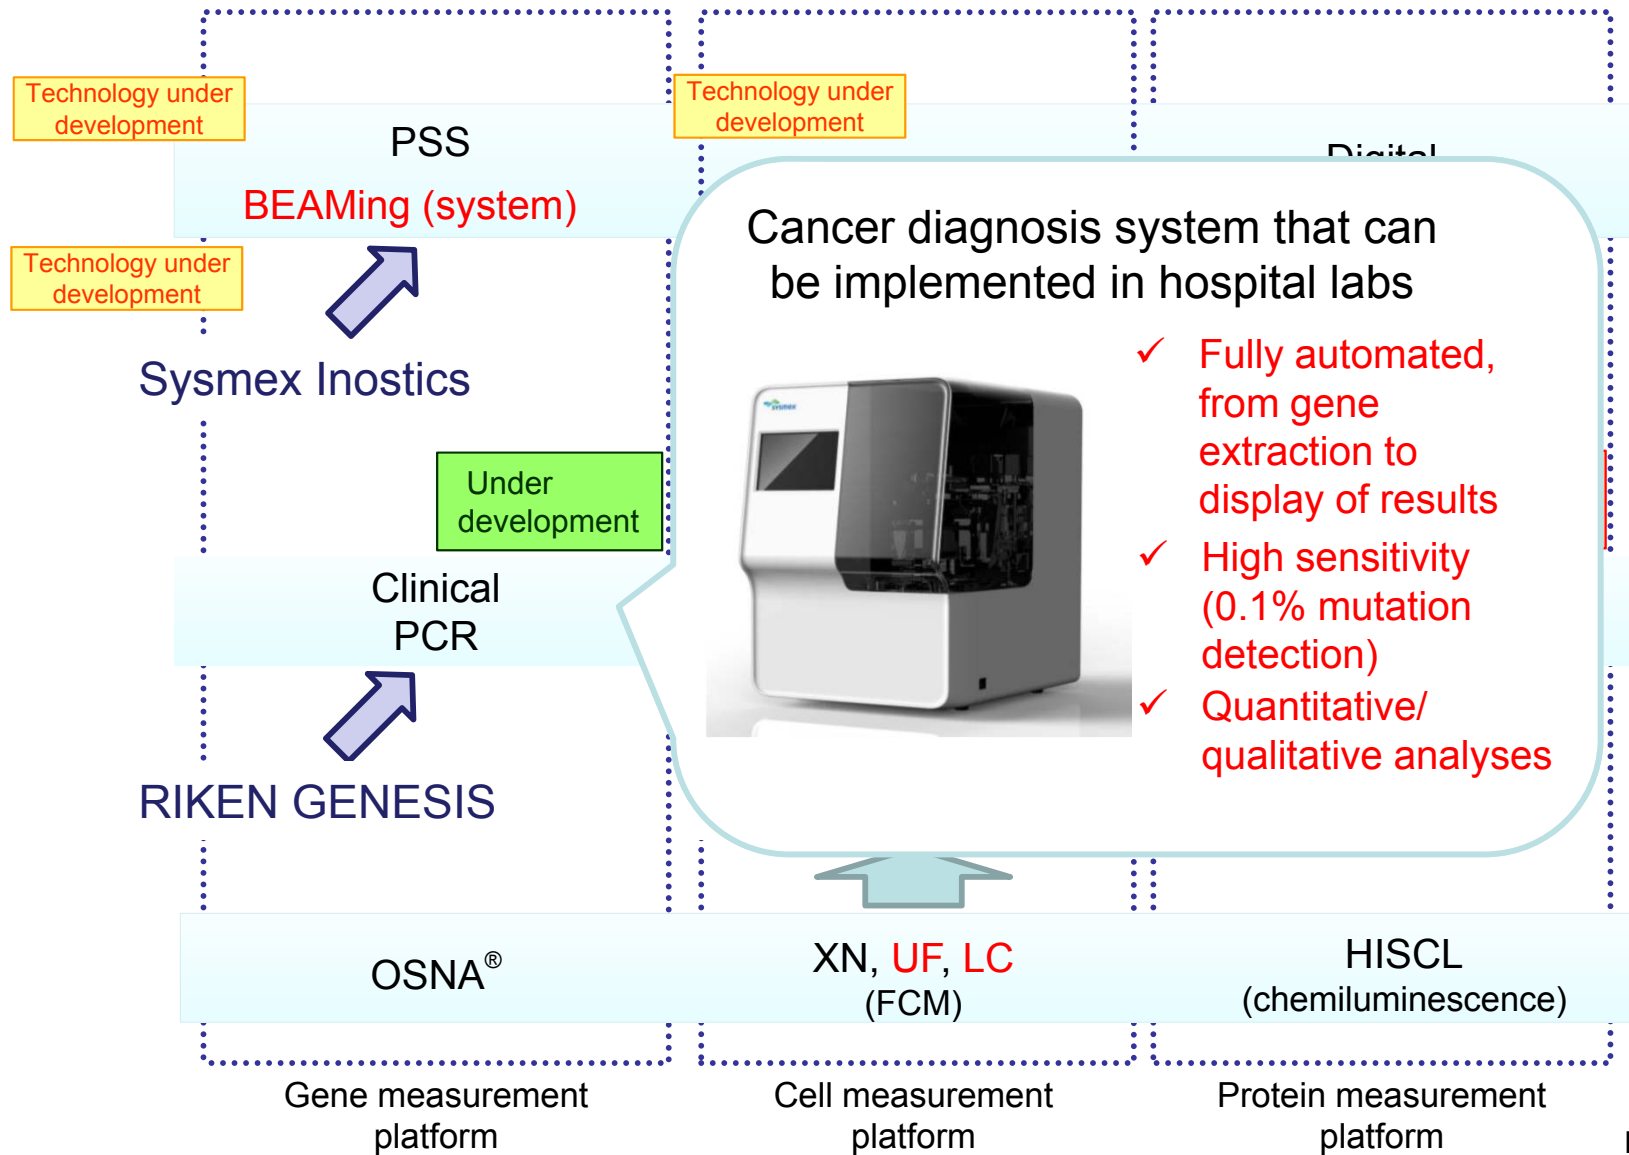 Technology under
development
Technology under
development
PSS
BEAMing (system)
Technology under
development
Sysmex Inostics
Under
development
Clinical
PCR
RIKEN GENESIS
Digital
Cancer diagnosis system that can
be implemented in hospital labs
sysmex
✓ Fully automated,
from gene
extraction to
display of results
✓ High sensitivity
(0.1% mutation
detection)
✓ Quantitative/
qualitative analyses
OSNA®
XN, UF, LC
(FCM)
HISCL
(chemiluminescence)
Gene measurement
platform
Cell measurement
platform
Protein measurement
platform